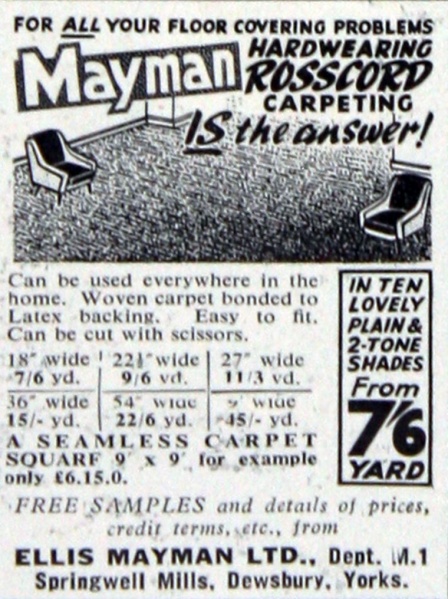 FOR ALL YOUR FLOOR COVERING PROBLEMS
Mayman HARDWEARING
ROSSCORD
CARPETING
IS the answer!
Can be used everywhere in the
home. Woven carpet bonded to
Latex backing. Easy to fit.
Can be cut with scissors.
18" wide 22½" wide 27" wide
7/6 yd. 9/6 yd. 11/3 yd.
36" wide 54" wide 9' wide
15/- yd. 22/6 yd. 45/- yd.
A SEAMLESS CARPET
SQUARE 9' x 9' for example
only £6.15.0.
IN TEN
LOVELY
PLAIN &
2-TONE
SHADES
From
7/6
YARD
FREE SAMPLES and details of prices,
credit terms, etc., from
ELLIS MAYMAN LTD., Dept. M.1
Springwell Mills, Dewsbury, Yorks.